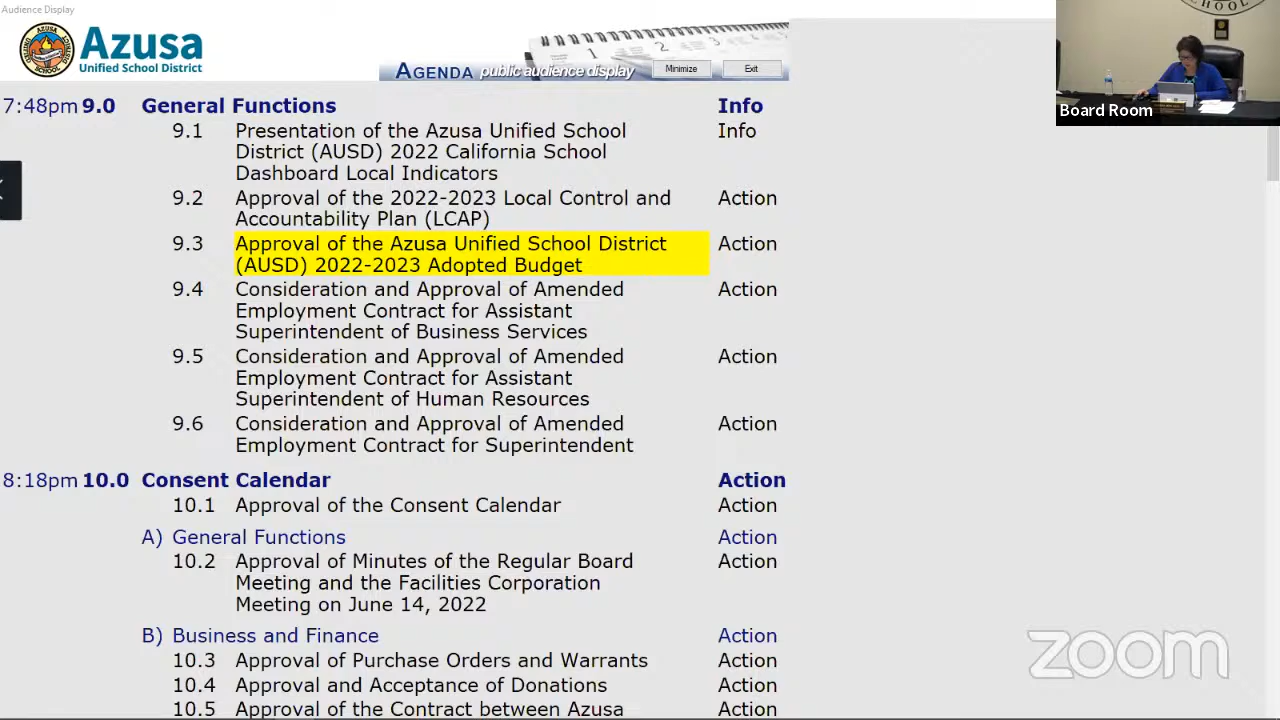 Audience Display
Azusa
Unified School District
AGENDA public audience display
Minimize
Exit
Board Room
7:48pm 9.0 General Functions Info
9.1 Presentation of the Azusa Unified School Info
District (AUSD) 2022 California School
Dashboard Local Indicators
9.2 Approval of the 2022-2023 Local Control and Action
Accountability Plan (LCAP)
9.3 Approval of the Azusa Unified School District Action
(AUSD) 2022-2023 Adopted Budget
9.4 Consideration and Approval of Amended Action
Employment Contract for Assistant
Superintendent of Business Services
9.5 Consideration and Approval of Amended Action
Employment Contract for Assistant
Superintendent of Human Resources
9.6 Consideration and Approval of Amended Action
Employment Contract for Superintendent
8:18pm 10.0 Consent Calendar Action
10.1 Approval of the Consent Calendar Action
A) General Functions Action
10.2 Approval of Minutes of the Regular Board Action
Meeting and the Facilities Corporation
Meeting on June 14, 2022
B) Business and Finance Action
10.3 Approval of Purchase Orders and Warrants Action
10.4 Approval and Acceptance of Donations Action
10.5 Approval of the Contract between Azusa Action
zoom